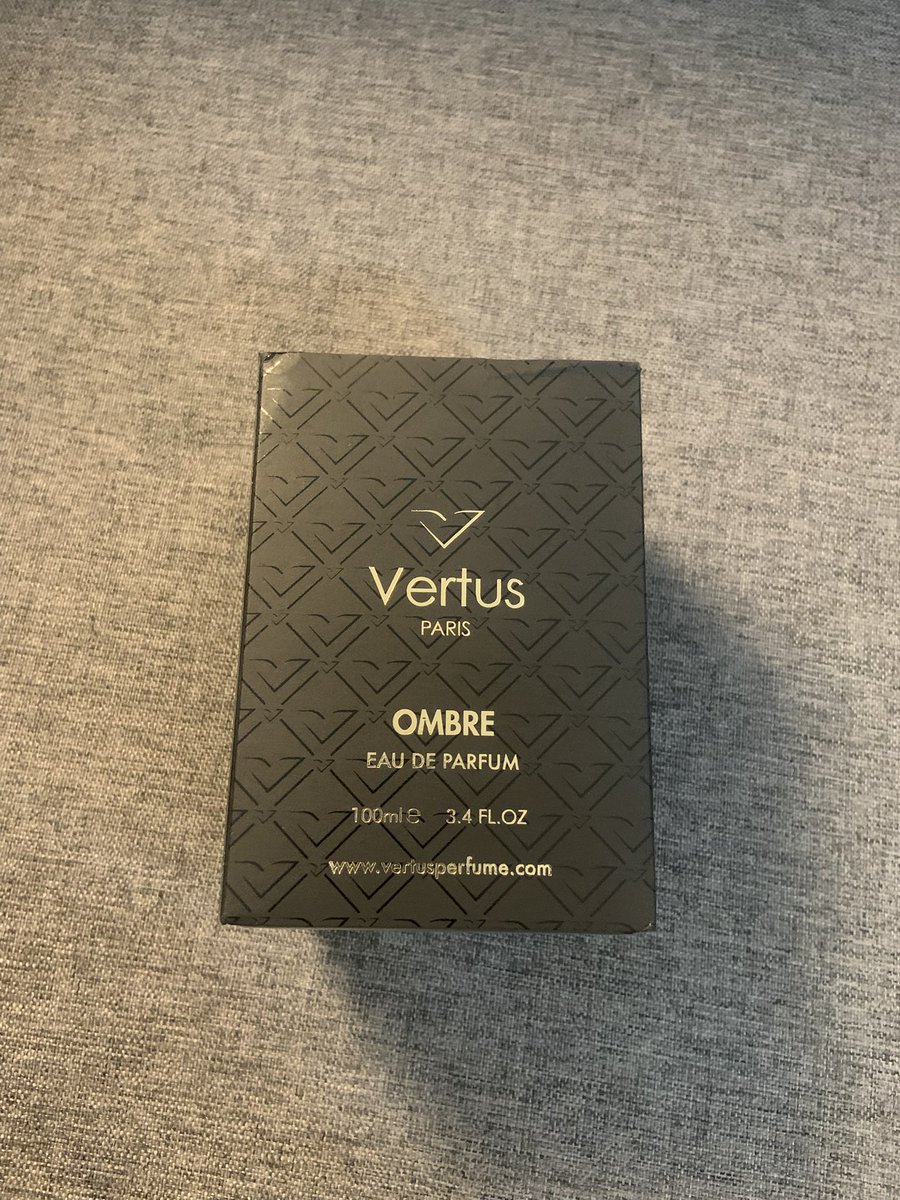 Vertus
PARIS
OMBRE
EAU DE PARFUM
100ml e 3.4 FL.OZ
www.vertusperfume.com